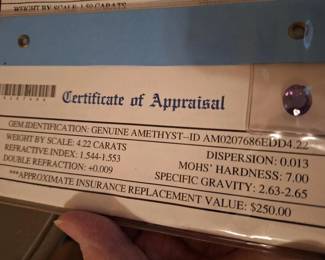 WEIGHT BY SCALE: 1.50 CARATS
Certificate of Appraisal
GEM IDENTIFICATION: GENUINE AMETHYST--ID AM0207686EDD4.22
WEIGHT BY SCALE: 4.22 CARATS
REFRACTIVE INDEX: 1.544-1.553
DOUBLE REFRACTION: +0.009
DISPERSION: 0.013
MOHS' HARDNESS: 7.00
SPECIFIC GRAVITY: 2.63-2.65
***APPROXIMATE INSURANCE REPLACEMENT VALUE: $250.00